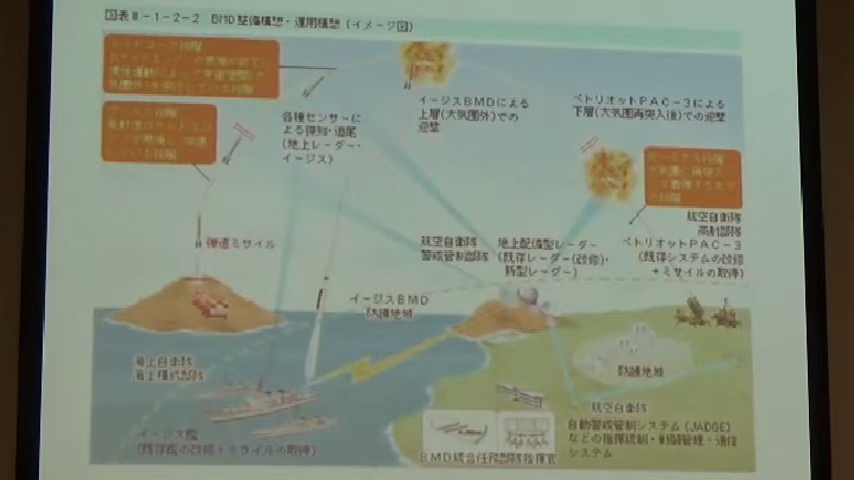 図表Ⅲ-1-2-2 BMD整備構想・運用構想(イメージ図)
各種センサーに
よる探知・追尾
(地上レーダー・
イージス)
イージスBMDによる
上層(大気圏外)での
迎撃
ペトリオットPAC-3による
下層(大気圏再突入後)での迎撃
弾道ミサイル
航空自衛隊
警戒管制部隊
地上配備型レーダー
(既存レーダー(改修)・
新型レーダー)
航空自衛隊
高射部隊
ペトリオットPAC-3
(既存システムの改修
+ミサイルの取得)
イージスBMD
防護地域
海上自衛隊
海上構成部隊
防護地域
イージス艦
(既存艦の改修+ミサイルの取得)
BMD統合任務部隊指揮官
航空自衛隊
自動警戒管制システム(JADGE)
などの指揮統制・戦闘管理・通信
システム